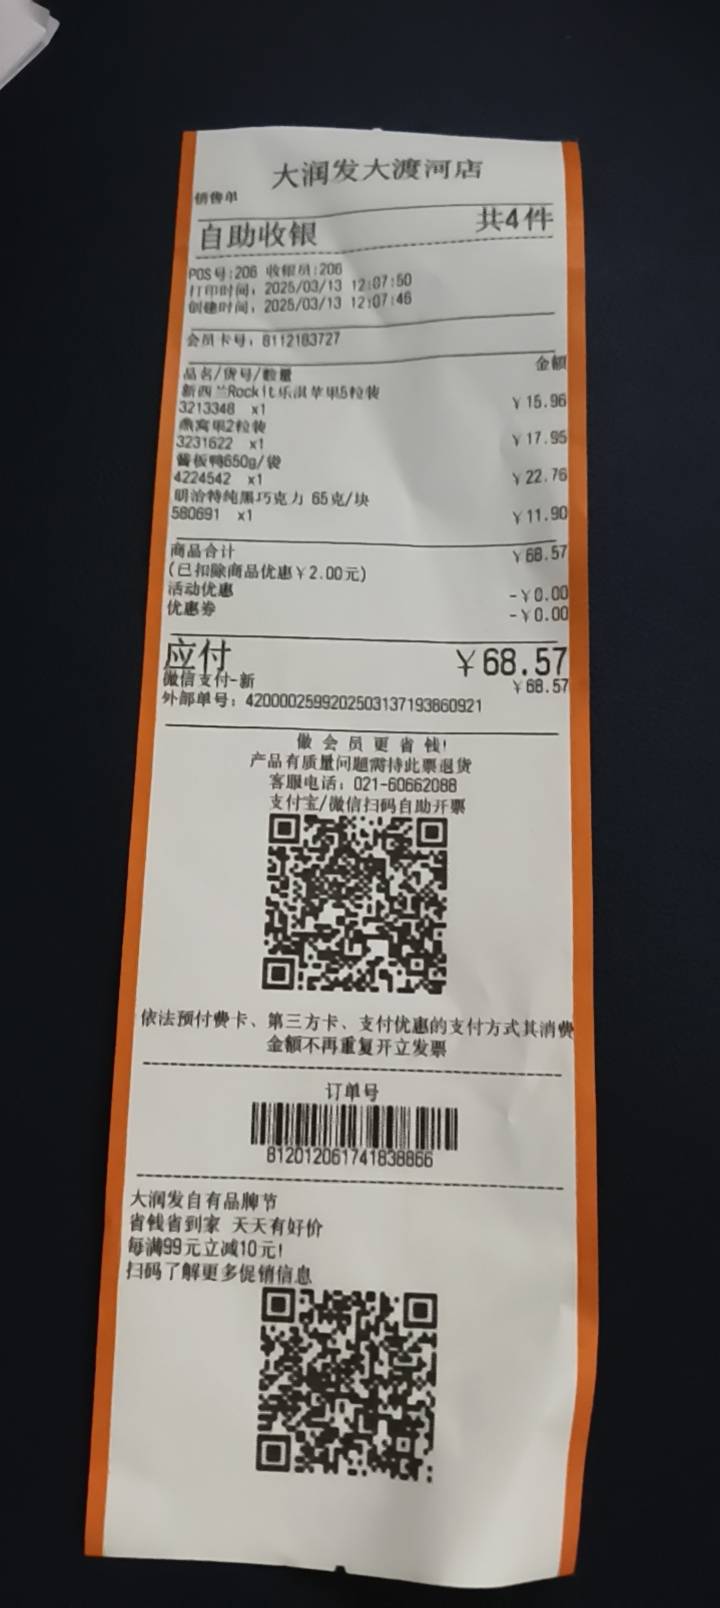 大润发大渡河店
销售单
自助收银 共4件
POS号:206 收银员:206
打印时间: 2025/03/13 12:07:50
创建时间: 2025/03/13 12:07:46
会员卡号: 8112183727
金额
品名/货号/数量
新西兰Rockit乐淇苹果5粒装
3213348 x1 ￥15.96
燕窝果2粒装
3231622 x1 ￥17.95
酱板鸭650g/袋
4224542 x1 ￥22.76
明治特纯黑巧克力 65克/块
580691 x1 ￥11.90
商品合计 ￥68.57
(已扣除商品优惠￥2.00元)
活动优惠 -￥0.00
优惠券 -￥0.00
应付 ￥68.57
微信支付-新 ￥68.57
外部单号: 4200002599202503137193860921
做会员更省钱!
产品有质量问题需持此票退货
客服电话: 021-60662088
支付宝/微信扫码自助开票
依法预付费卡、第三方卡、支付优惠的支付方式其消费
金额不再重复开立发票
订单号
812012061741838866
大润发自有品牌节
省钱省到家 天天有好价
每满99元立减10元!
扫码了解更多促销信息